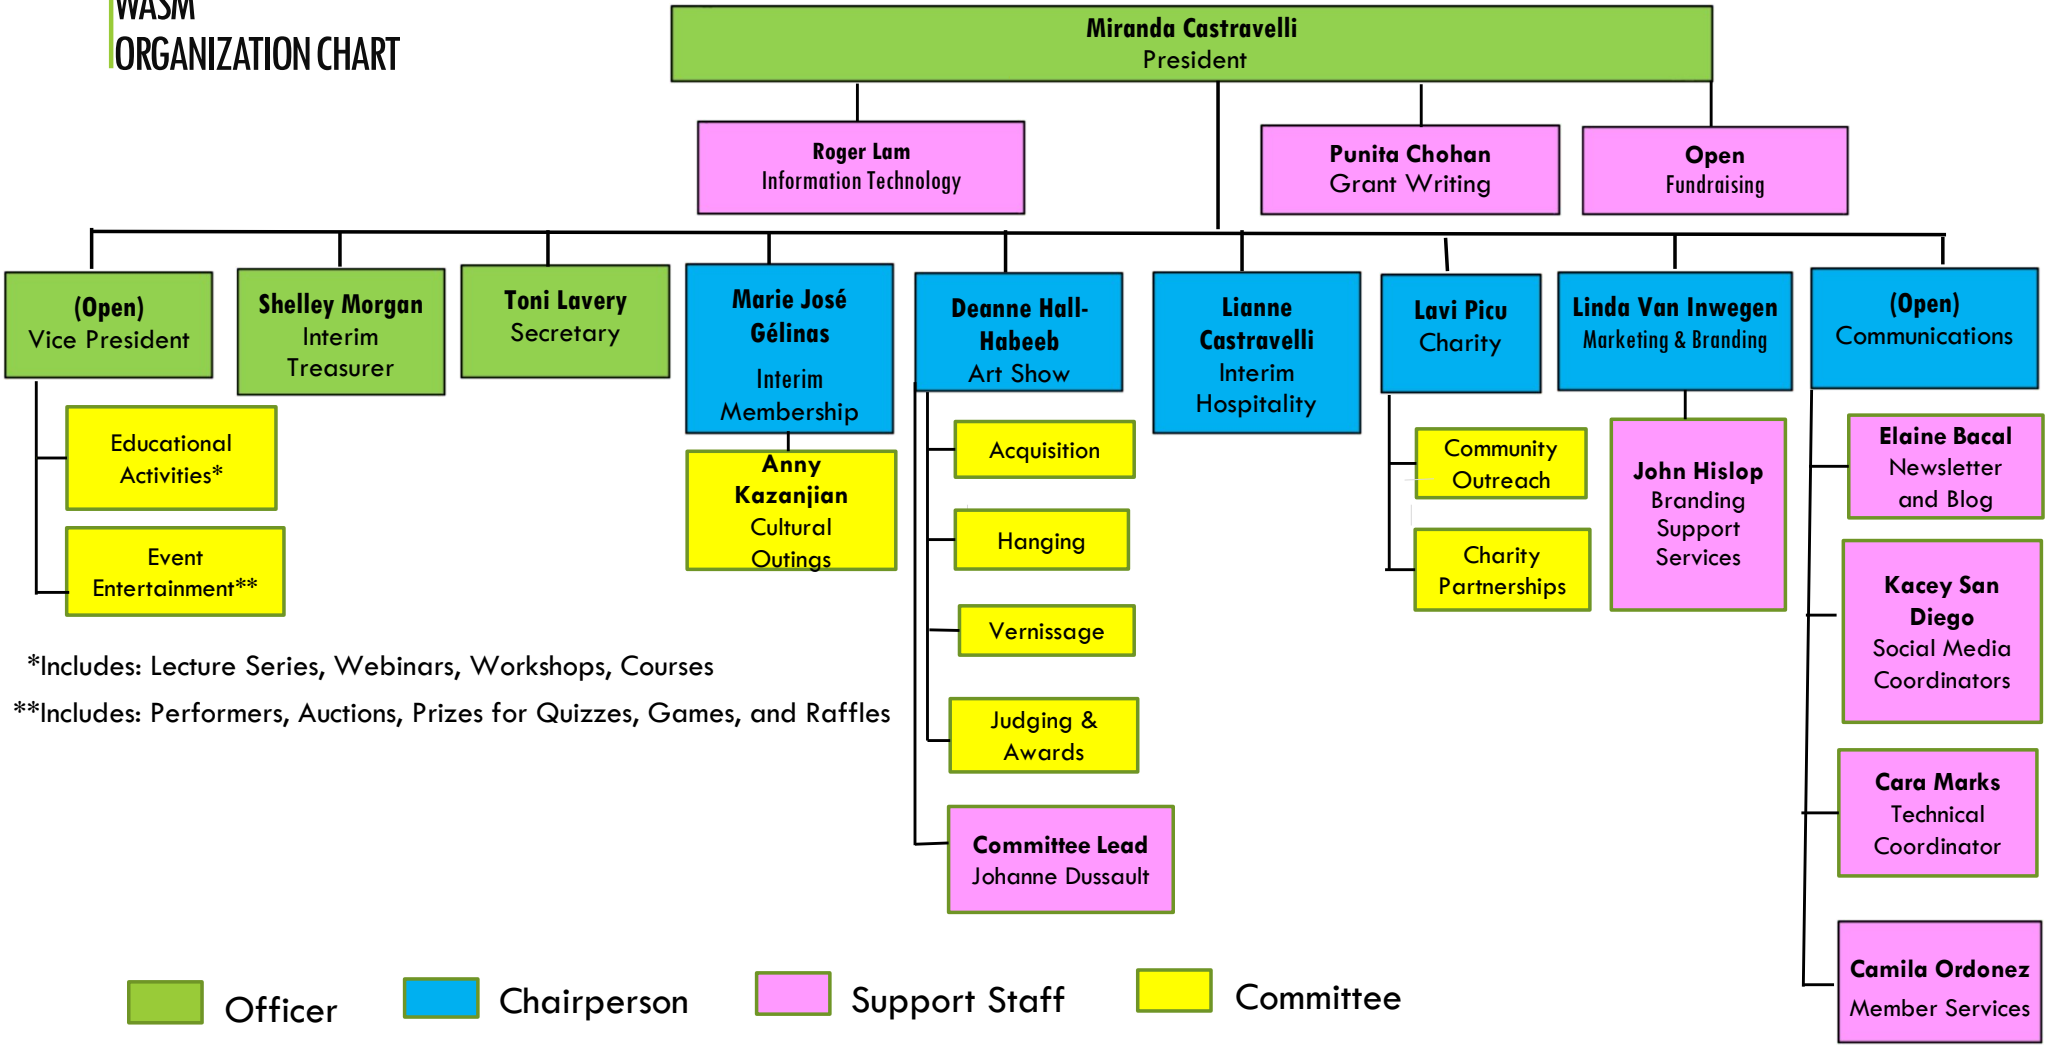 WASM
ORGANIZATION CHART
Miranda Castravelli
President
Roger Lam
Information Technology
Punita Chohan
Grant Writing
Open
Fundraising
(Open)
Vice President
Shelley Morgan
Interim
Treasurer
Toni Lavery
Secretary
Marie José
Gélinas
Interim
Membership
Deanne Hall-
Habeeb
Art Show
Lianne
Castravelli
Interim
Hospitality
Lavi Picu
Charity
Linda Van Inwegen
Marketing & Branding
(Open)
Communications
Educational
Activities*
Event
Entertainment**
Anny
Kazanjian
Cultural
Outings
Acquisition
Hanging
Vernissage
Judging &
Awards
Committee Lead
Johanne Dussault
Community
Outreach
Charity
Partnerships
John Hislop
Branding
Support
Services
Elaine Bacal
Newsletter
and Blog
Kacey San
Diego
Social Media
Coordinators
Cara Marks
Technical
Coordinator
Camila Ordonez
Member Services
*Includes: Lecture Series, Webinars, Workshops, Courses
**Includes: Performers, Auctions, Prizes for Quizzes, Games, and Raffles
Officer
Chairperson
Support Staff
Committee